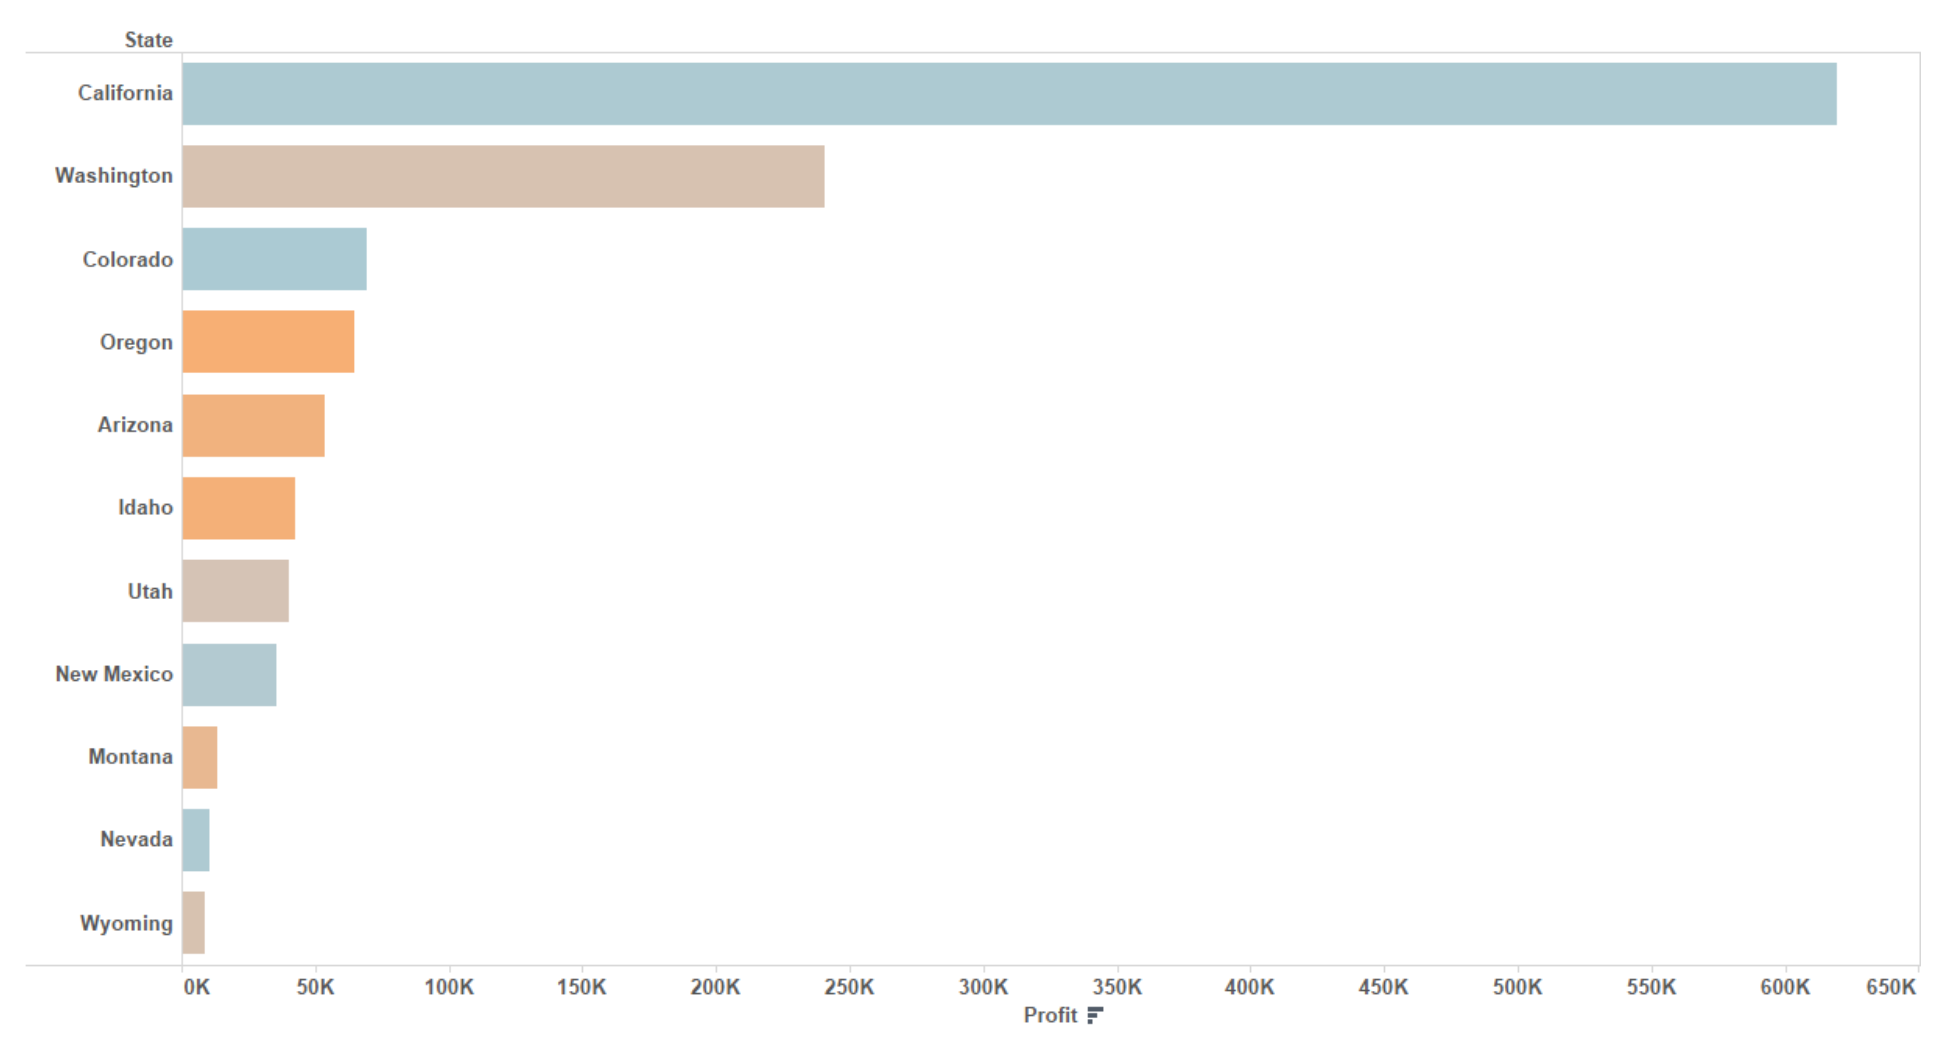 State
California
Washington
Colorado
Oregon
Arizona
Idaho
Utah
New Mexico
Montana
Nevada
Wyoming
0K 50K 100K 150K 200K 250K 300K 350K 400K 450K 500K 550K 600K 650K
Profit